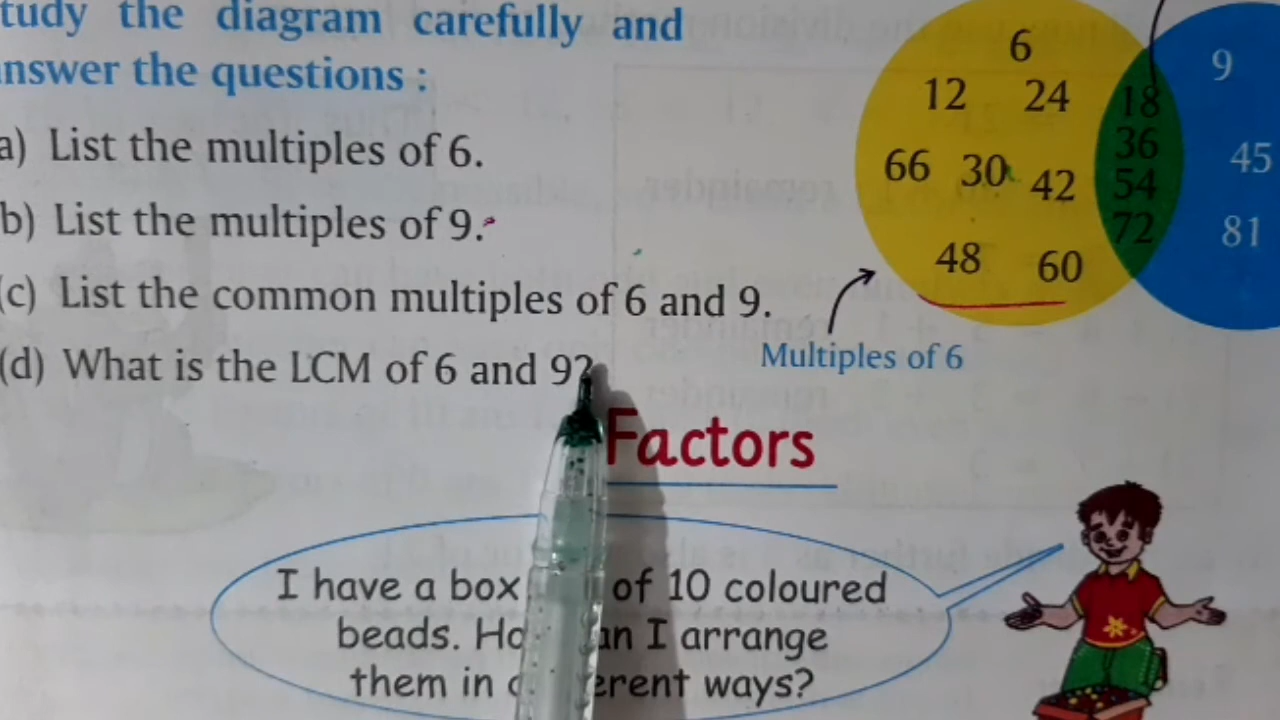 tudy the diagram carefully and
nswer the questions :
a) List the multiples of 6.
b) List the multiples of 9.
(c) List the common multiples of 6 and 9.
(d) What is the LCM of 6 and 9?
6
12 24
66 30 42
48 60
18
36
54
72
9
45
81
Multiples of 6
Factors
I have a box of 10 coloured
beads. I arrange
them in ways?